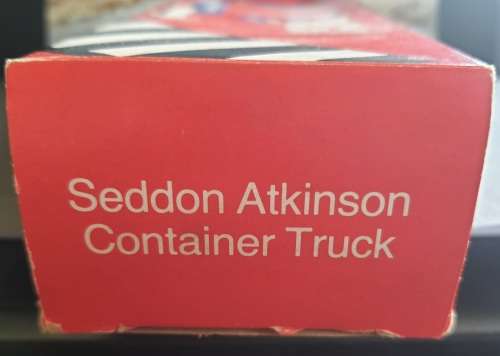 Seddon Atkinson
Container Truck